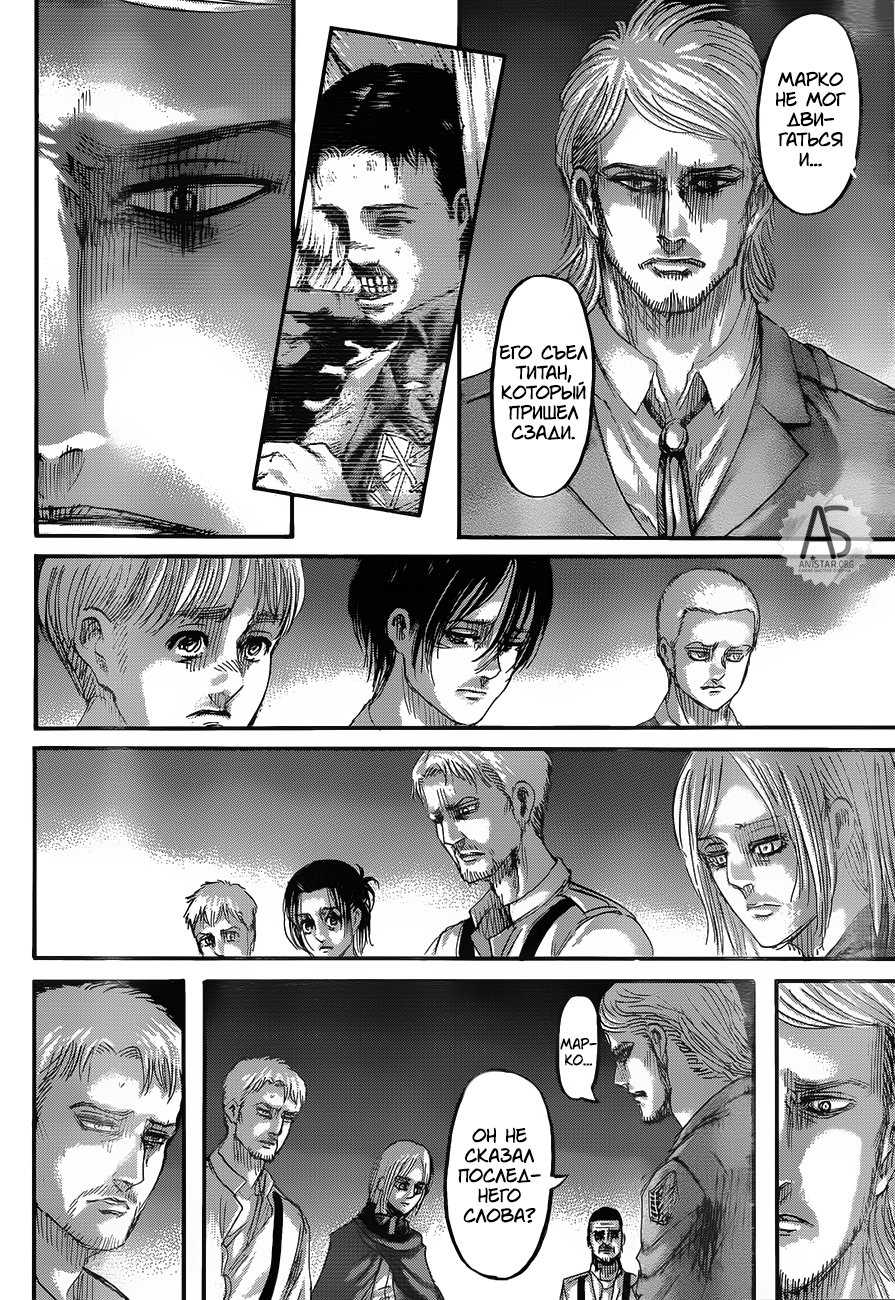 МАРКО
НЕ МОГ
ДВИ-
ГАТЬСЯ
И...
ЕГО СЪЕЛ
ТИТАН,
КОТОРЫЙ
ПРИШЕЛ
СЗАДИ.
AS
ANISTAR.ORG
МАР-
КО...
ОН НЕ
СКАЗАЛ
ПОСЛЕД-
НЕГО
СЛОВА?